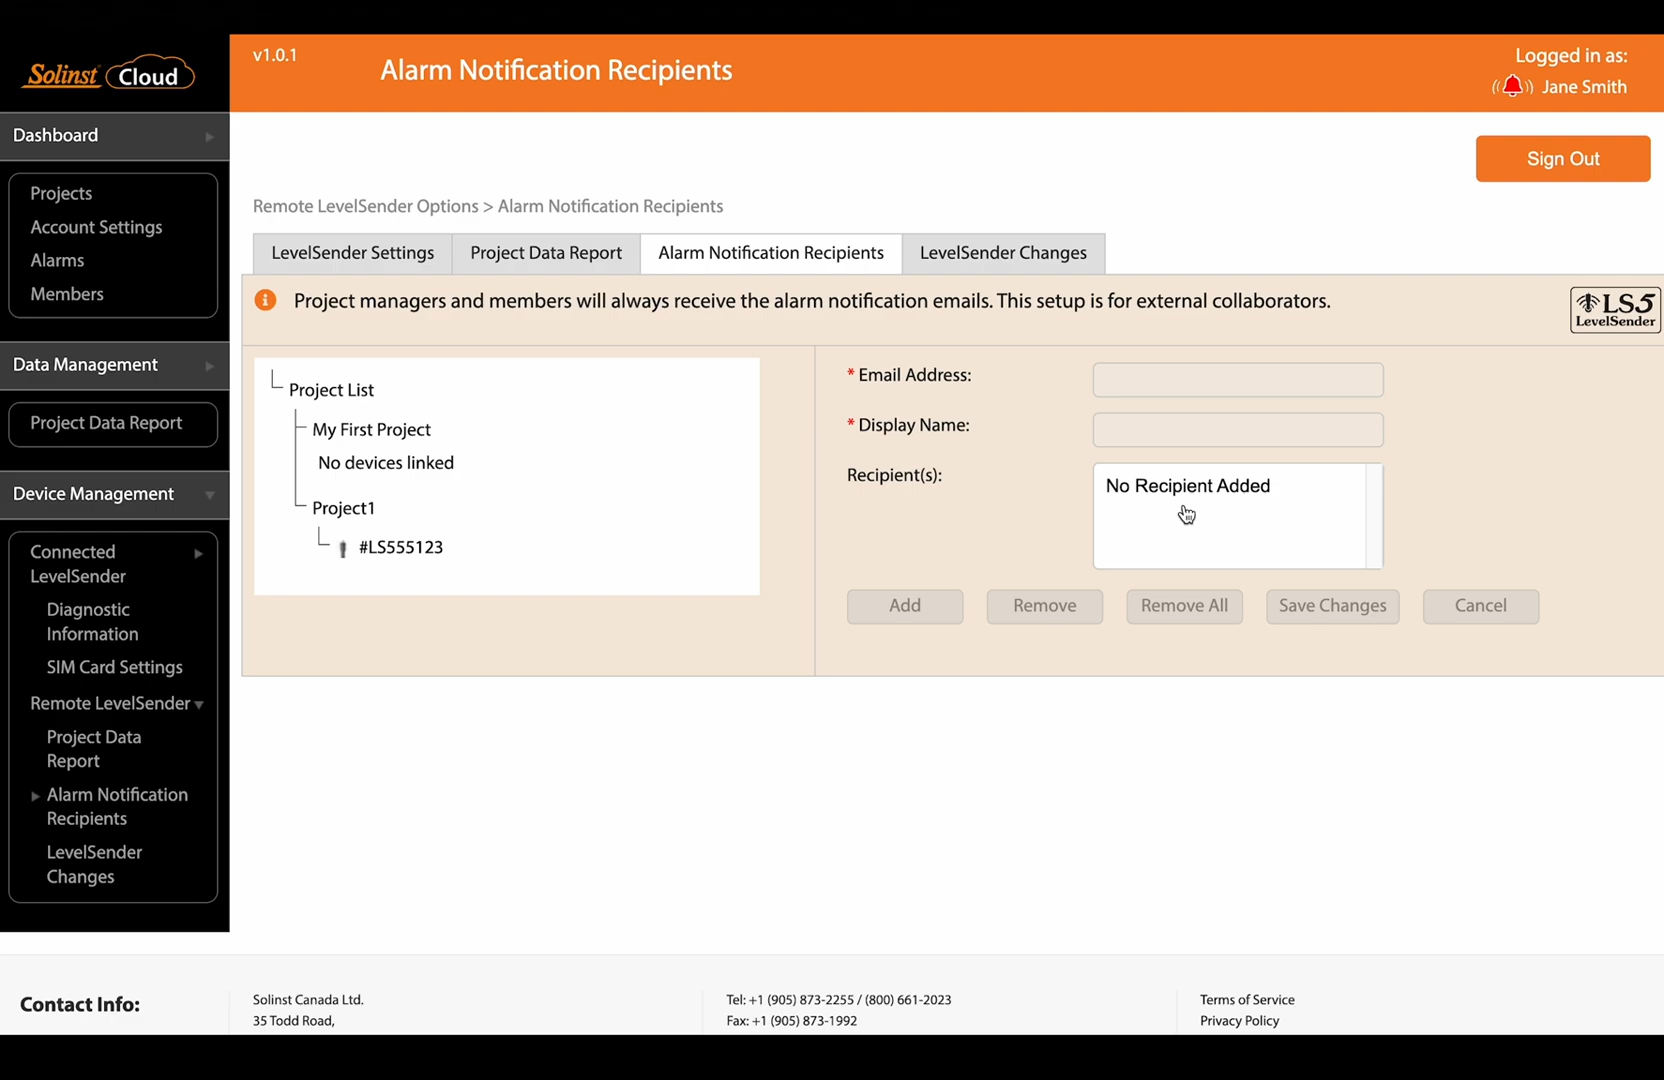 Solinst Cloud
v1.0.1
Alarm Notification Recipients
Logged in as:
Jane Smith
Sign Out
Dashboard
Projects
Account Settings
Alarms
Members
Data Management
Project Data Report
Device Management
Connected
LevelSender
Diagnostic
Information
SIM Card Settings
Remote LevelSender
Project Data
Report
Alarm Notification
Recipients
LevelSender
Changes
Remote LevelSender Options > Alarm Notification Recipients
LevelSender Settings
Project Data Report
Alarm Notification Recipients
LevelSender Changes
Project managers and members will always receive the alarm notification emails. This setup is for external collaborators.
LS5
LevelSender
Project List
My First Project
No devices linked
Project1
#LS555123
* Email Address:
* Display Name:
Recipient(s):
No Recipient Added
Add
Remove
Remove All
Save Changes
Cancel
Contact Info:
Solinst Canada Ltd.
35 Todd Road,
Tel: +1 (905) 873-2255 / (800) 661-2023
Fax: +1 (905) 873-1992
Terms of Service
Privacy Policy